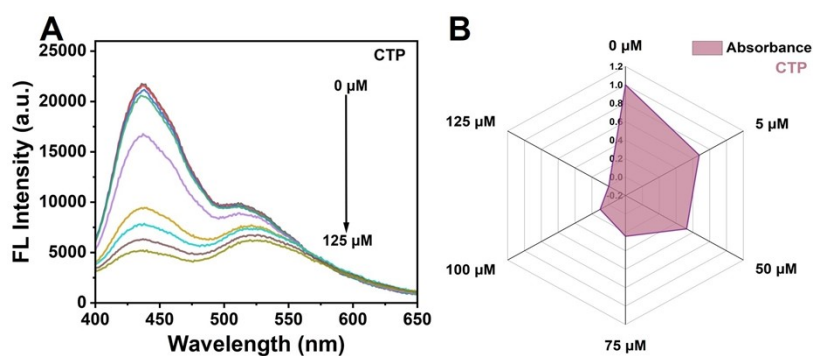 A
CTP
0 µM
125 µM
FL Intensity (a.u.)
25000
20000
15000
10000
5000
0
400
450
500
550
600
650
Wavelength (nm)
B
0 µM
Absorbance
CTP
1.2
1.0
0.8
0.6
0.4
0.2
0.0
-0.2
125 µM
5 µM
100 µM
50 µM
75 µM